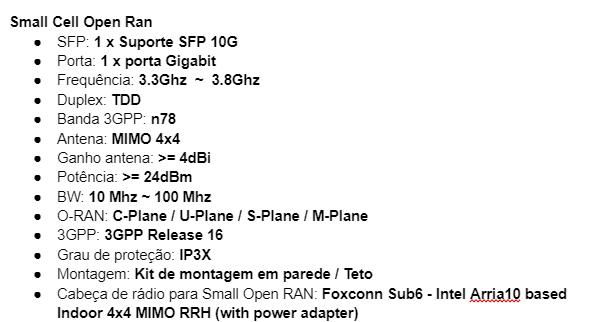 Small Cell Open Ran
● SFP: 1 x Suporte SFP 10G
● Porta: 1 x porta Gigabit
● Frequência: 3.3Ghz ~ 3.8Ghz
● Duplex: TDD
● Banda 3GPP: n78
● Antena: MIMO 4x4
● Ganho antena: >= 4dBi
● Potência: >= 24dBm
● BW: 10 Mhz ~ 100 Mhz
● O-RAN: C-Plane / U-Plane / S-Plane / M-Plane
● 3GPP: 3GPP Release 16
● Grau de proteção: IP3X
● Montagem: Kit de montagem em parede / Teto
● Cabeça de rádio para Small Open RAN: Foxconn Sub6 - Intel Arria10 based
Indoor 4x4 MIMO RRH (with power adapter)